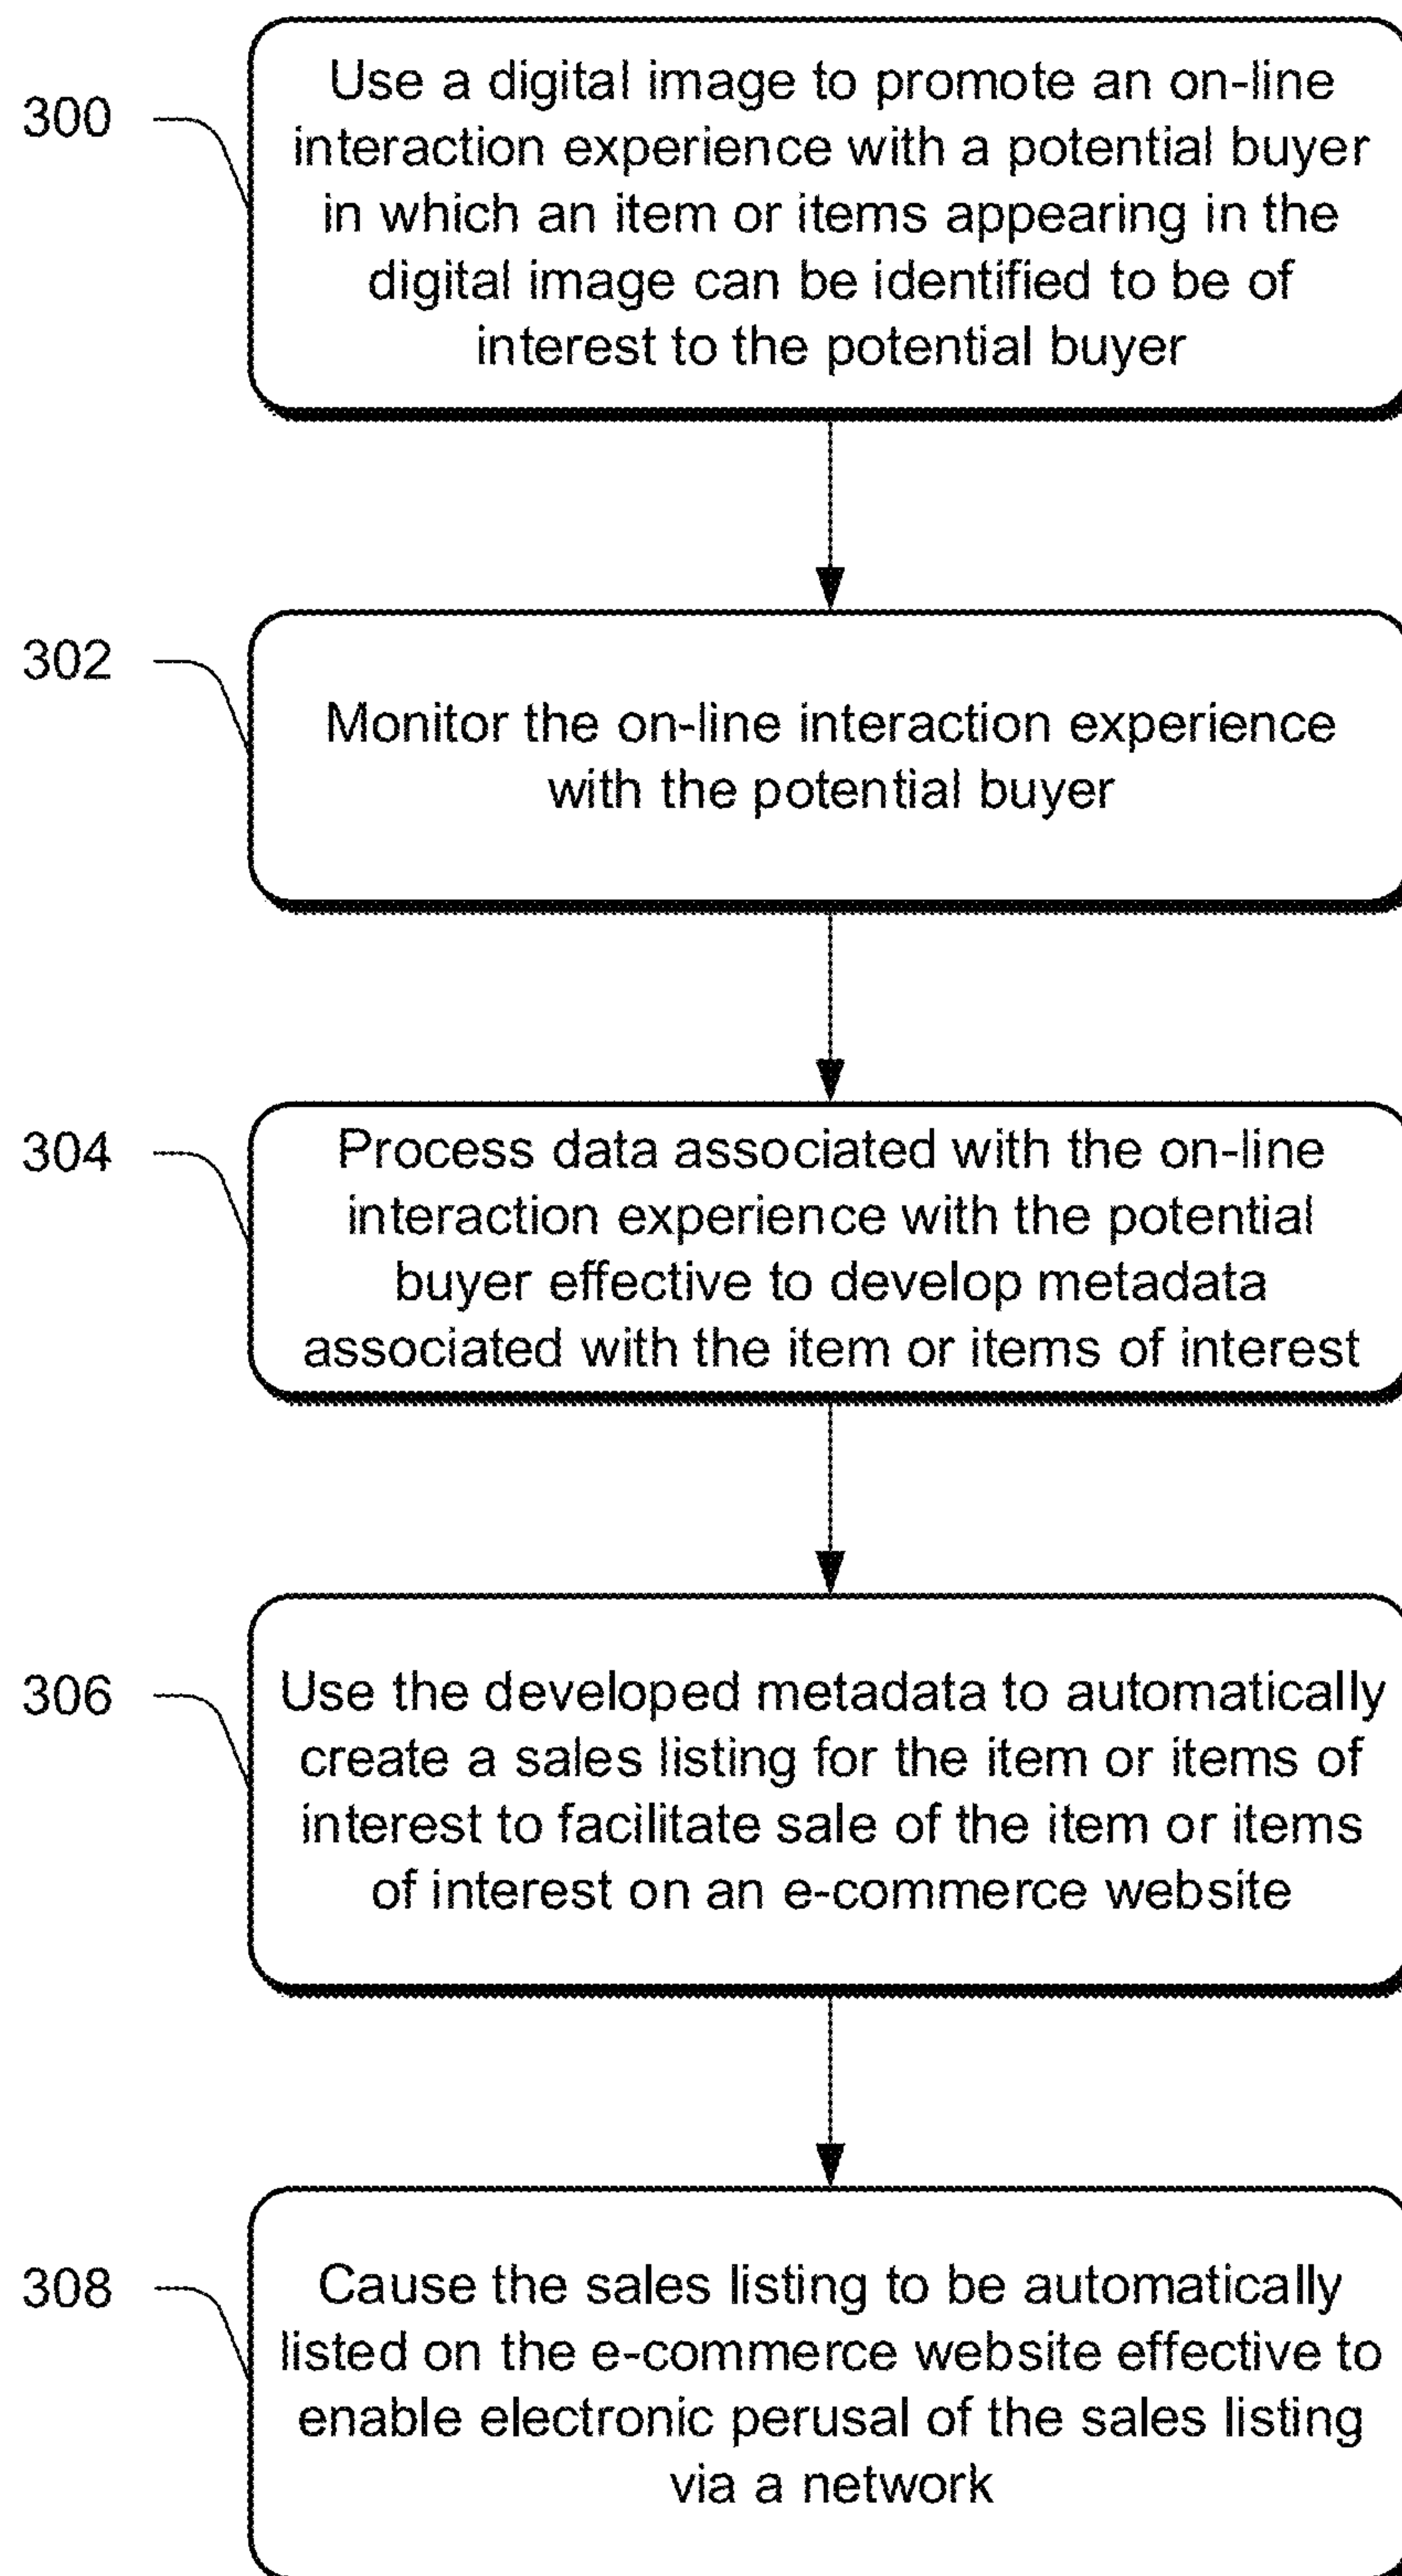 300
Use a digital image to promote an on-line
interaction experience with a potential buyer
in which an item or items appearing in the
digital image can be identified to be of
interest to the potential buyer
302
Monitor the on-line interaction experience
with the potential buyer
304
Process data associated with the on-line
interaction experience with the potential
buyer effective to develop metadata
associated with the item or items of interest
306
Use the developed metadata to automatically
create a sales listing for the item or items of
interest to facilitate sale of the item or items
of interest on an e-commerce website
308
Cause the sales listing to be automatically
listed on the e-commerce website effective to
enable electronic perusal of the sales listing
via a network